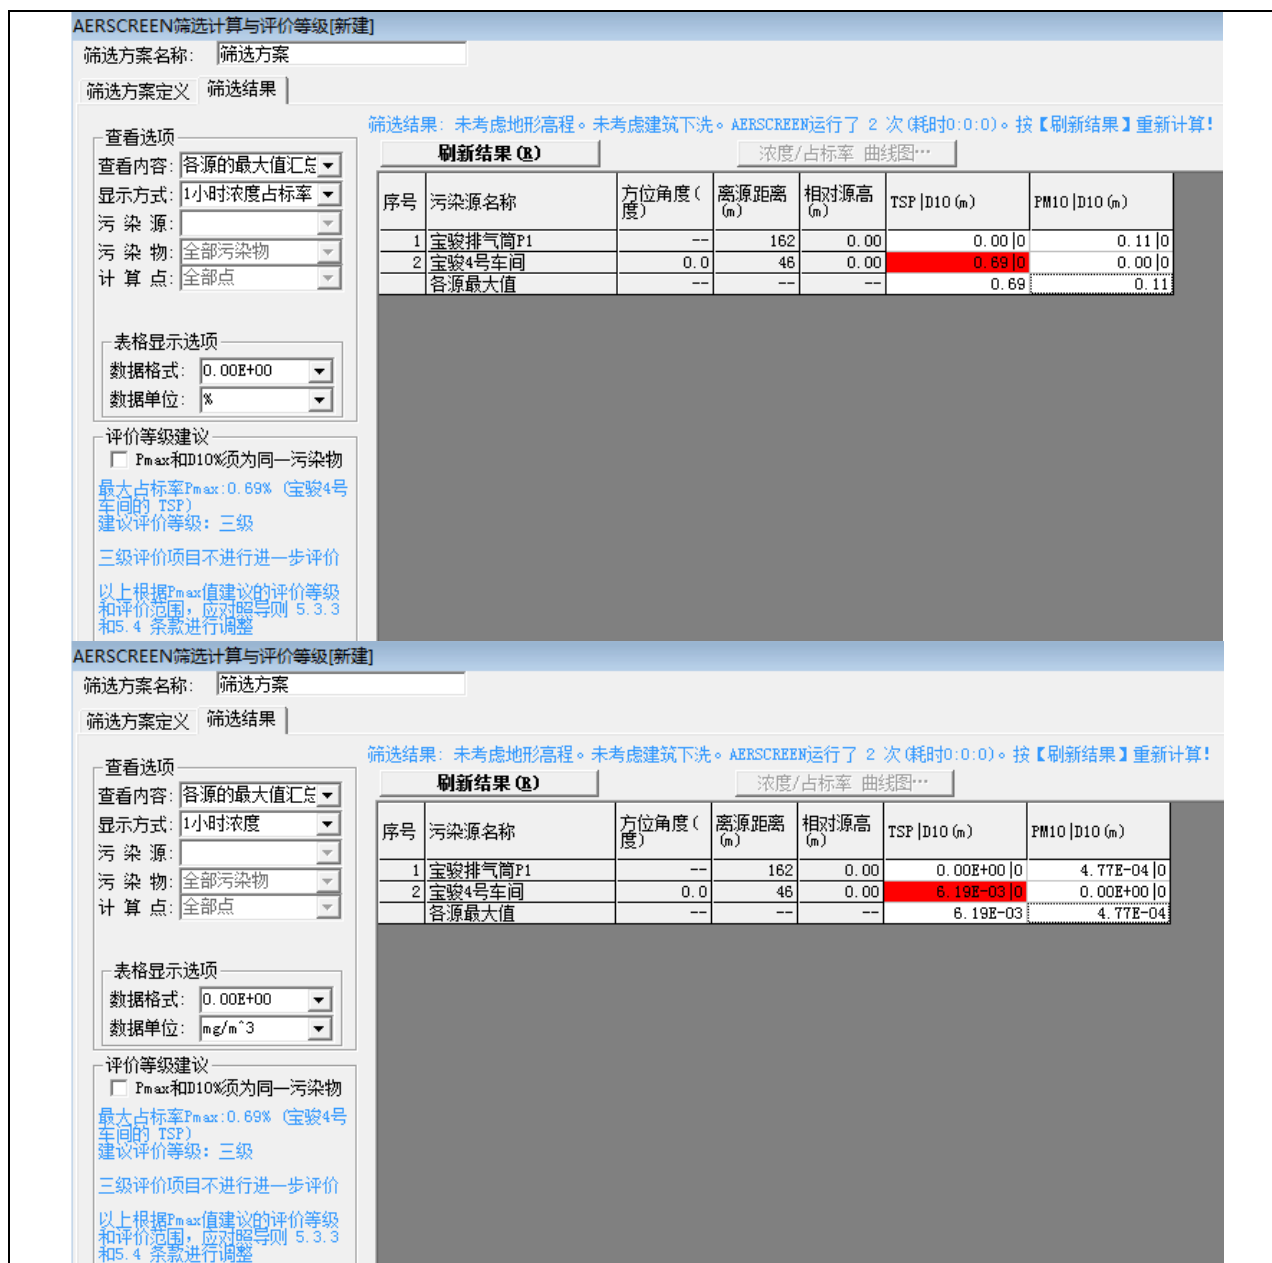 AERSCREEN筛选计算与评价等级[新建]
筛选方案名称: 筛选方案
筛选方案定义 筛选结果
筛选结果: 未考虑地形高程。未考虑建筑下洗。AERSCREEN运行了 2 次(耗时0:0:0)。按【刷新结果】重新计算!
刷新结果(R) 浓度/占标率 曲线图…
查看选项
查看内容: 各源的最大值汇总
显示方式: 1小时浓度占标率
污 染 源:
污 染 物: 全部污染物
计 算 点: 全部点
序号 污染源名称 方位角度(度) 离源距离(m) 相对源高(m) TSP|D10(m) PM10|D10(m)
1 宝骏排气筒P1 -- 162 0.00 0.00|0 0.11|0
2 宝骏4号车间 0.0 46 0.00 0.69|0 0.00|0
各源最大值 -- -- -- 0.69 0.11
表格显示选项
数据格式: 0.00E+00
数据单位: %
评价等级建议
Pmax和D10%须为同一污染物
最大占标率Pmax:0.69% (宝骏4号
车间的 TSP)
建议评价等级: 三级
三级评价项目不进行进一步评价
以上根据Pmax值建议的评价等级
和评价范围，应对照导则 5.3.3
和5.4 条款进行调整
AERSCREEN筛选计算与评价等级[新建]
筛选方案名称: 筛选方案
筛选方案定义 筛选结果
筛选结果: 未考虑地形高程。未考虑建筑下洗。AERSCREEN运行了 2 次(耗时0:0:0)。按【刷新结果】重新计算!
刷新结果(R) 浓度/占标率 曲线图…
查看选项
查看内容: 各源的最大值汇总
显示方式: 1小时浓度
污 染 源:
污 染 物: 全部污染物
计 算 点: 全部点
序号 污染源名称 方位角度(度) 离源距离(m) 相对源高(m) TSP|D10(m) PM10|D10(m)
1 宝骏排气筒P1 -- 162 0.00 0.00E+00|0 4.77E-04|0
2 宝骏4号车间 0.0 46 0.00 6.19E-03|0 0.00E+00|0
各源最大值 -- -- -- 6.19E-03 4.77E-04
表格显示选项
数据格式: 0.00E+00
数据单位: mg/m^3
评价等级建议
Pmax和D10%须为同一污染物
最大占标率Pmax:0.69% (宝骏4号
车间的 TSP)
建议评价等级: 三级
三级评价项目不进行进一步评价
以上根据Pmax值建议的评价等级
和评价范围，应对照导则 5.3.3
和5.4 条款进行调整